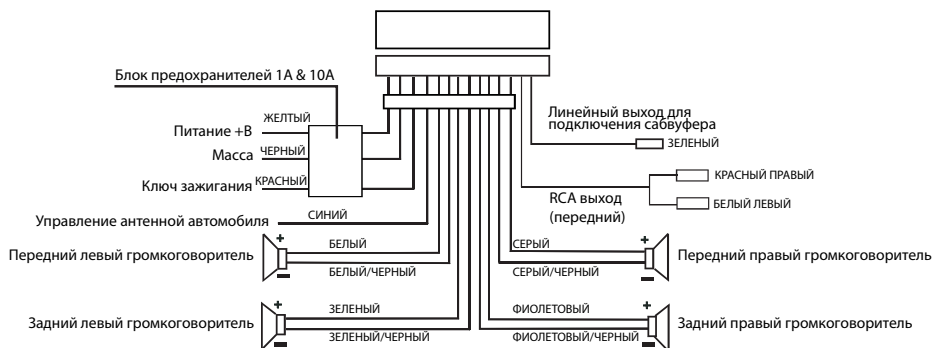 Блок предохранителей 1А & 10А
ЖЕЛТЫЙ
Питание +В
ЧЕРНЫЙ
Масса
КРАСНЫЙ
Ключ зажигания
СИНИЙ
Управление антенной автомобиля
Линейный выход для
подключения сабвуфера
ЗЕЛЕНЫЙ
КРАСНЫЙ ПРАВЫЙ
RCA выход
(передний)
БЕЛЫЙ ЛЕВЫЙ
+
БЕЛЫЙ
Передний левый громкоговоритель
БЕЛЫЙ/ЧЕРНЫЙ
СЕРЫЙ
+
Передний правый громкоговоритель
СЕРЫЙ/ЧЕРНЫЙ
+
ЗЕЛЕНЫЙ
Задний левый громкоговоритель
ЗЕЛЕНЫЙ/ЧЕРНЫЙ
ФИОЛЕТОВЫЙ
+
Задний правый громкоговоритель
ФИОЛЕТОВЫЙ/ЧЕРНЫЙ